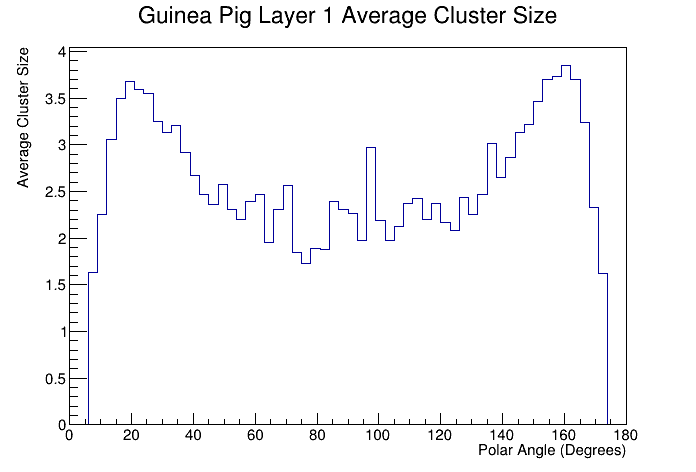 Guinea Pig Layer 1 Average Cluster Size
Average Cluster Size
4
3.5
3
2.5
2
1.5
1
0.5
0
0 20 40 60 80 100 120 140 160 180
Polar Angle (Degrees)